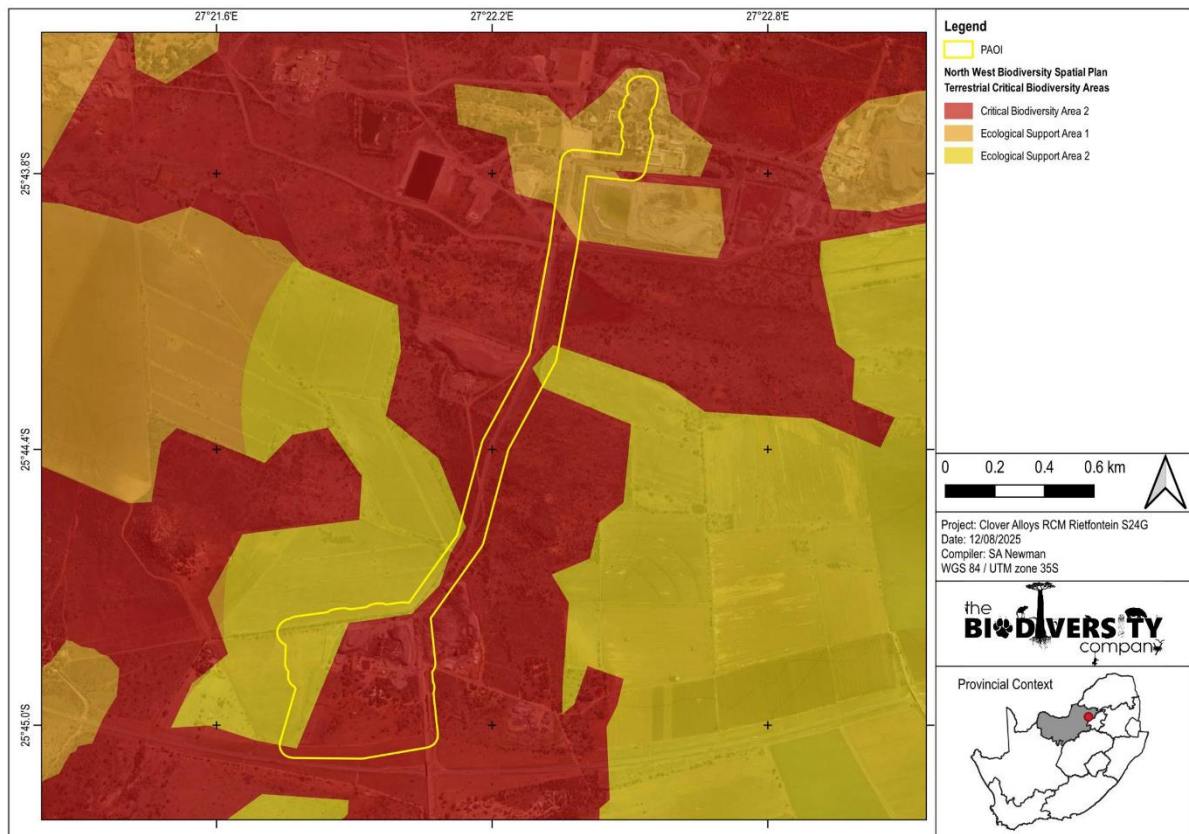 27°21.6'E
27°22.2'E
27°22.8'E
25°43.8'S
25°44.4'S
25°45.0'S
Legend
PAOI
North West Biodiversity Spatial Plan
Terrestrial Critical Biodiversity Areas
Critical Biodiversity Area 2
Ecological Support Area 1
Ecological Support Area 2
0 0.2 0.4 0.6 km
Project: Clover Alloys RCM Rietfontein S24G
Date: 12/08/2025
Compiler: SA Newman
WGS 84 / UTM zone 35S
the
BIODIVERSITY
company
Provincial Context